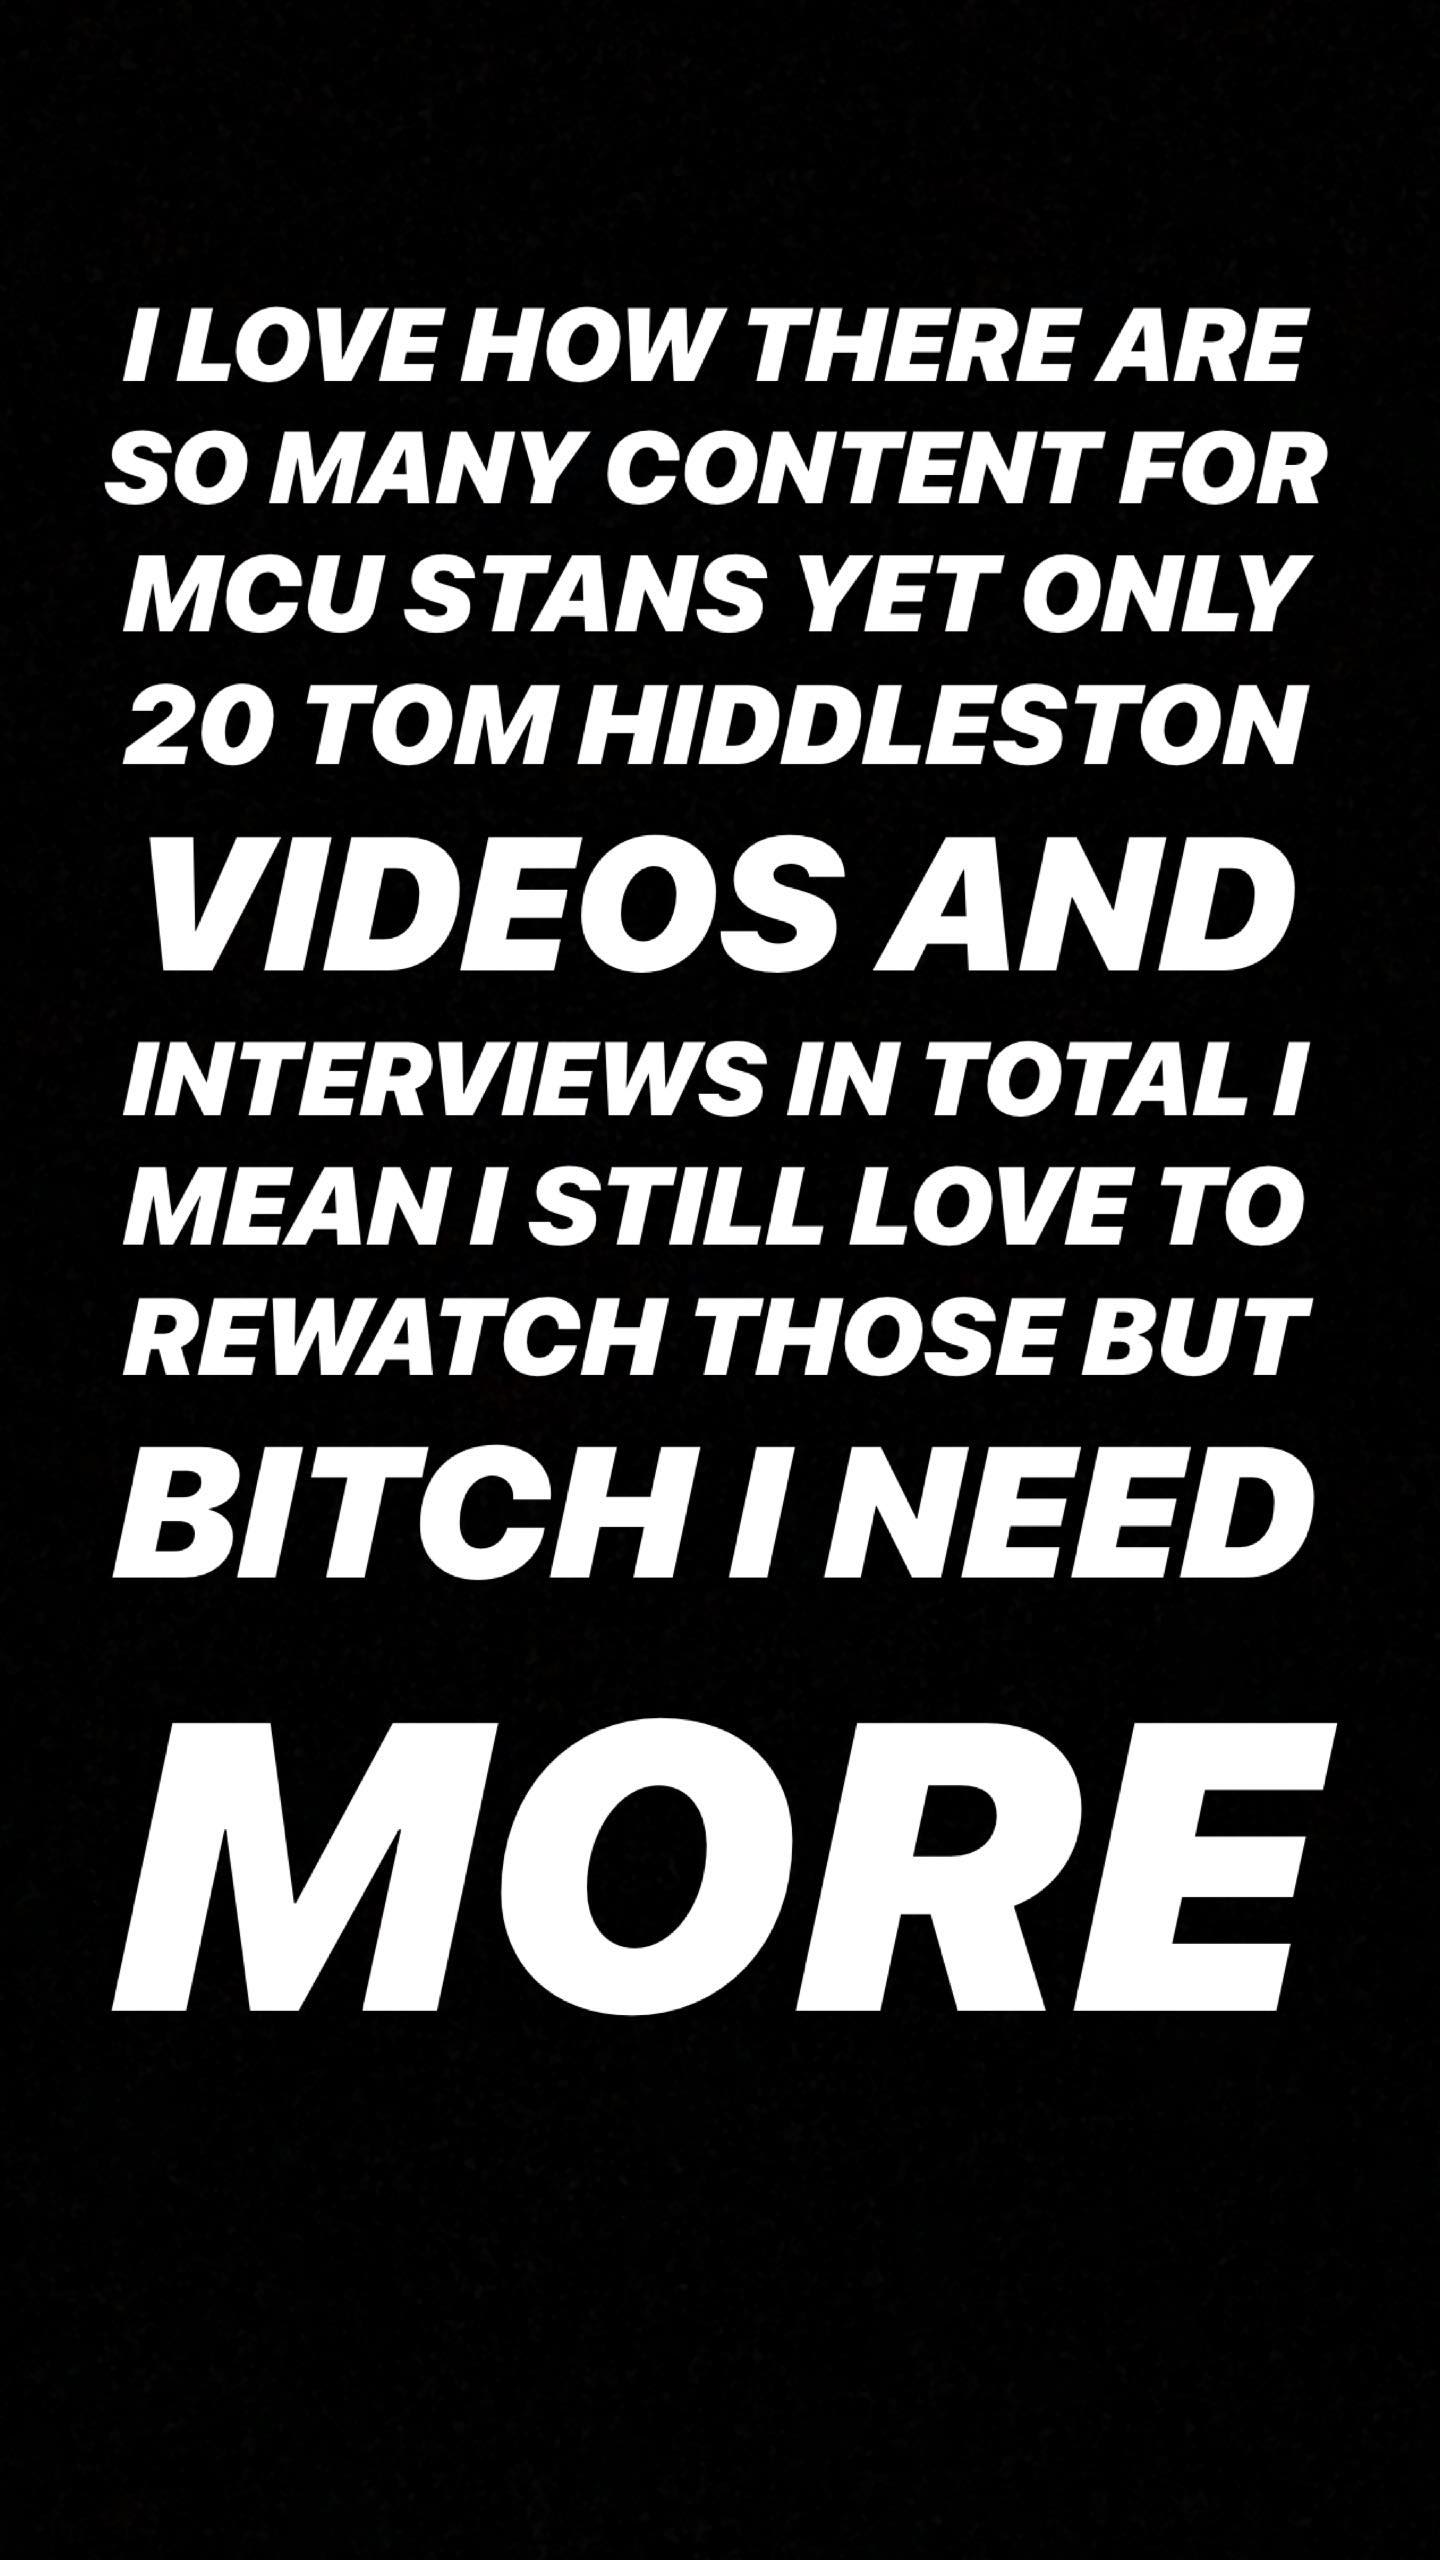 I LOVE HOW THERE ARE
SO MANY CONTENT FOR
MCU STANS YET ONLY
20 TOM HIDDLESTON
VIDEOS AND
INTERVIEWS IN TOTAL I
MEAN I STILL LOVE TO
REWATCH THOSE BUT
BITCH I NEED
MORE